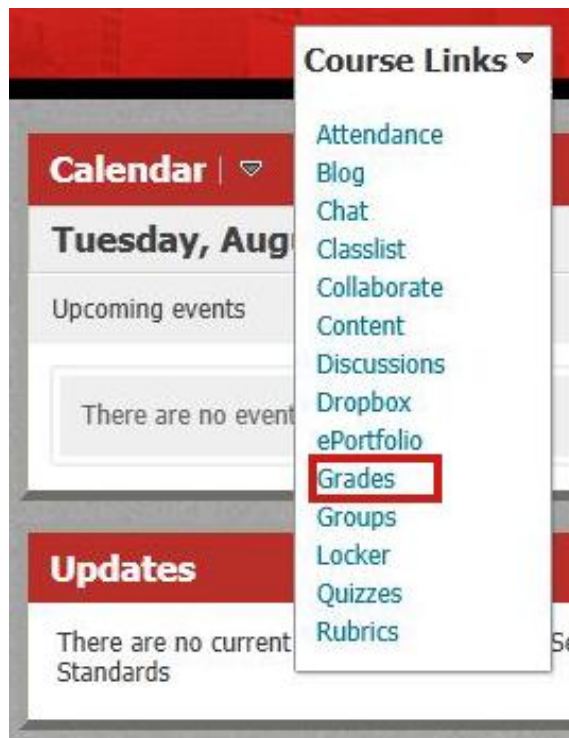 Course Links
Attendance
Blog
Chat
Classlist
Collaborate
Content
Discussions
Dropbox
ePortfolio
Grades
Groups
Locker
Quizzes
Rubrics
Calendar
Tuesday, Aug
Upcoming events
There are no event
Updates
There are no current
Standards